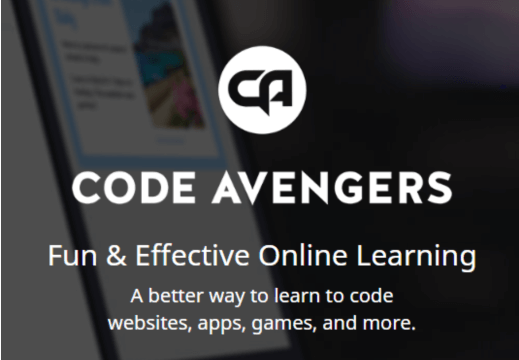 CA
CODE AVENGERS
Fun & Effective Online Learning
A better way to learn to code
websites, apps, games, and more.